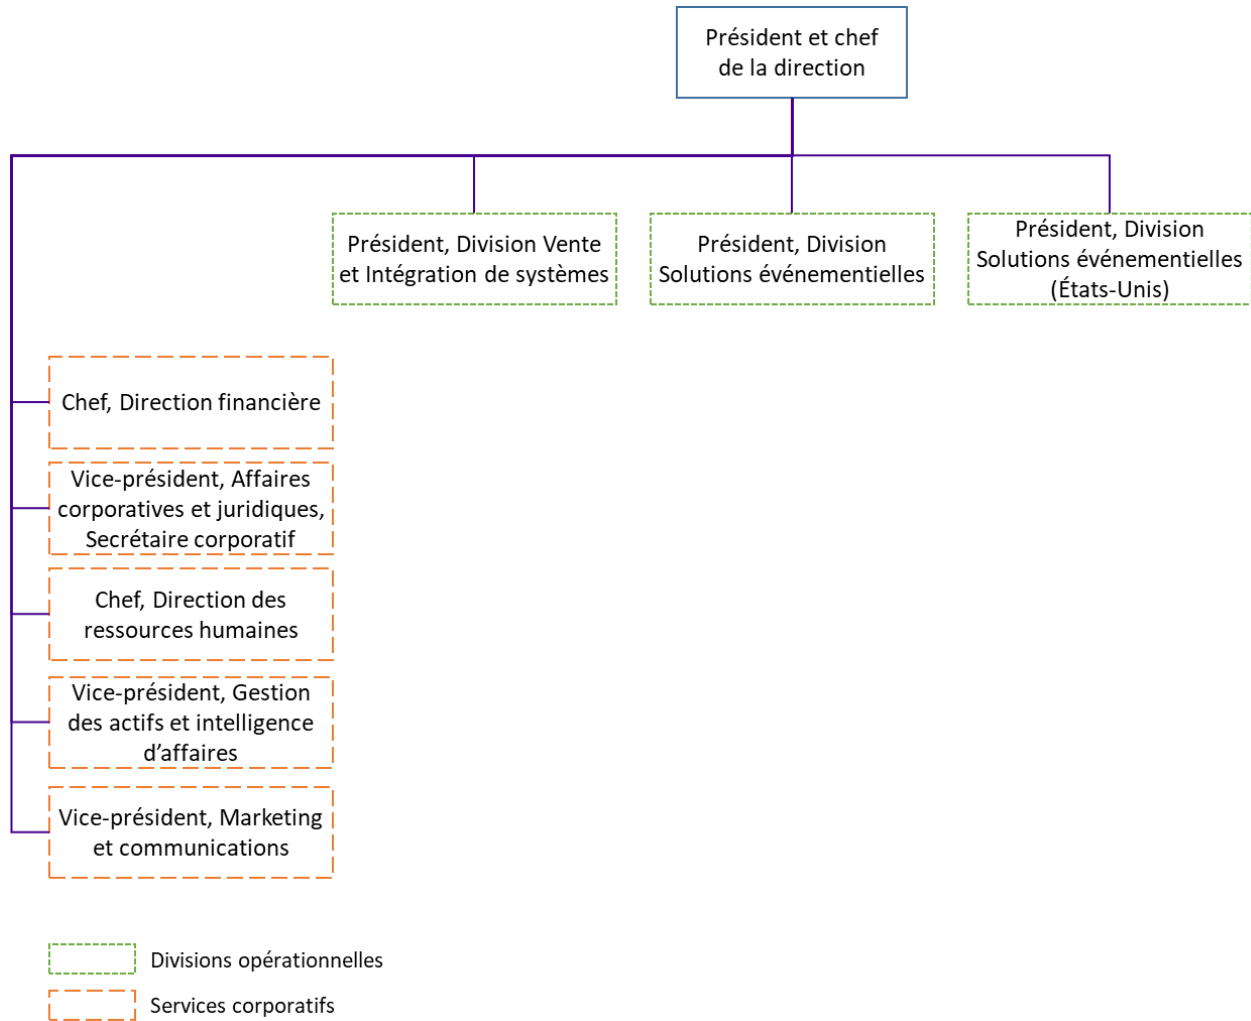 Président et chef
de la direction
Président, Division Vente
et Intégration de systèmes
Président, Division
Solutions événementielles
Président, Division
Solutions événementielles
(États-Unis)
Chef, Direction financière
Vice-président, Affaires
corporatives et juridiques,
Secrétaire corporatif
Chef, Direction des
ressources humaines
Vice-président, Gestion
des actifs et intelligence
d’affaires
Vice-président, Marketing
et communications
Divisions opérationnelles
Services corporatifs